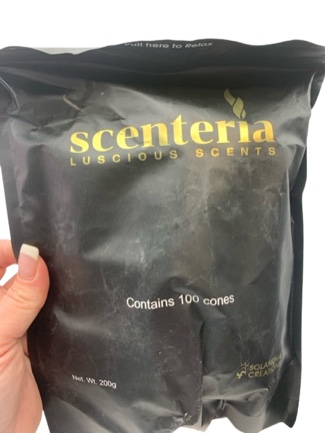 Pull here to Relax
scenteria
LUSCIOUS SCENTS
Contains 100 cones
Net. Wt. 200g